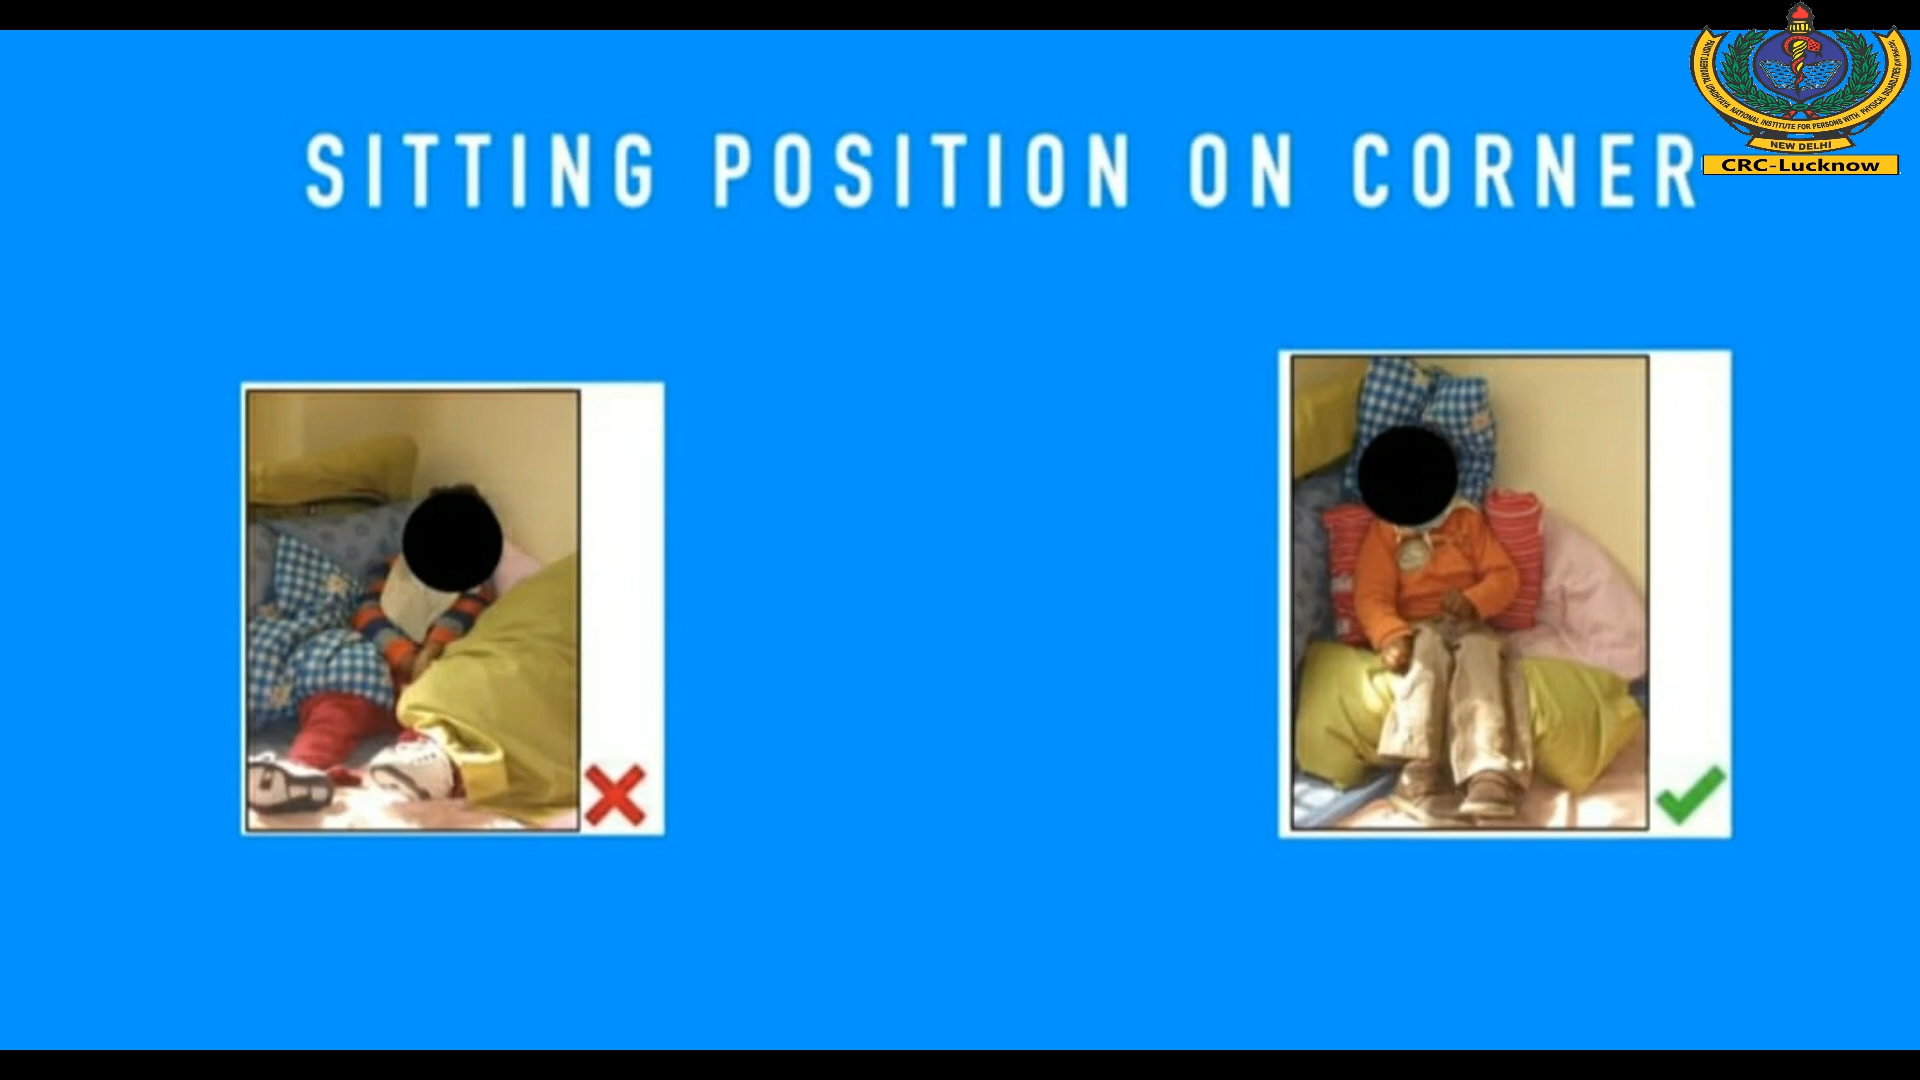 SITTING POSITION ON CORNER
NATIONAL INSTITUTE FOR PERSONS WITH PHYSICAL DISABILITIES
NEW DELHI
CRC-Lucknow